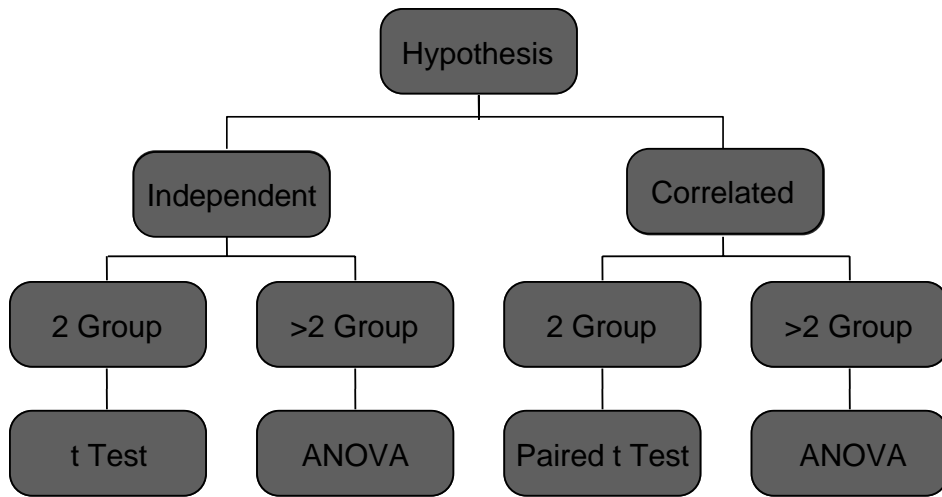 Hypothesis
Independent
Correlated
2 Group
>2 Group
2 Group
>2 Group
t Test
ANOVA
Paired t Test
ANOVA